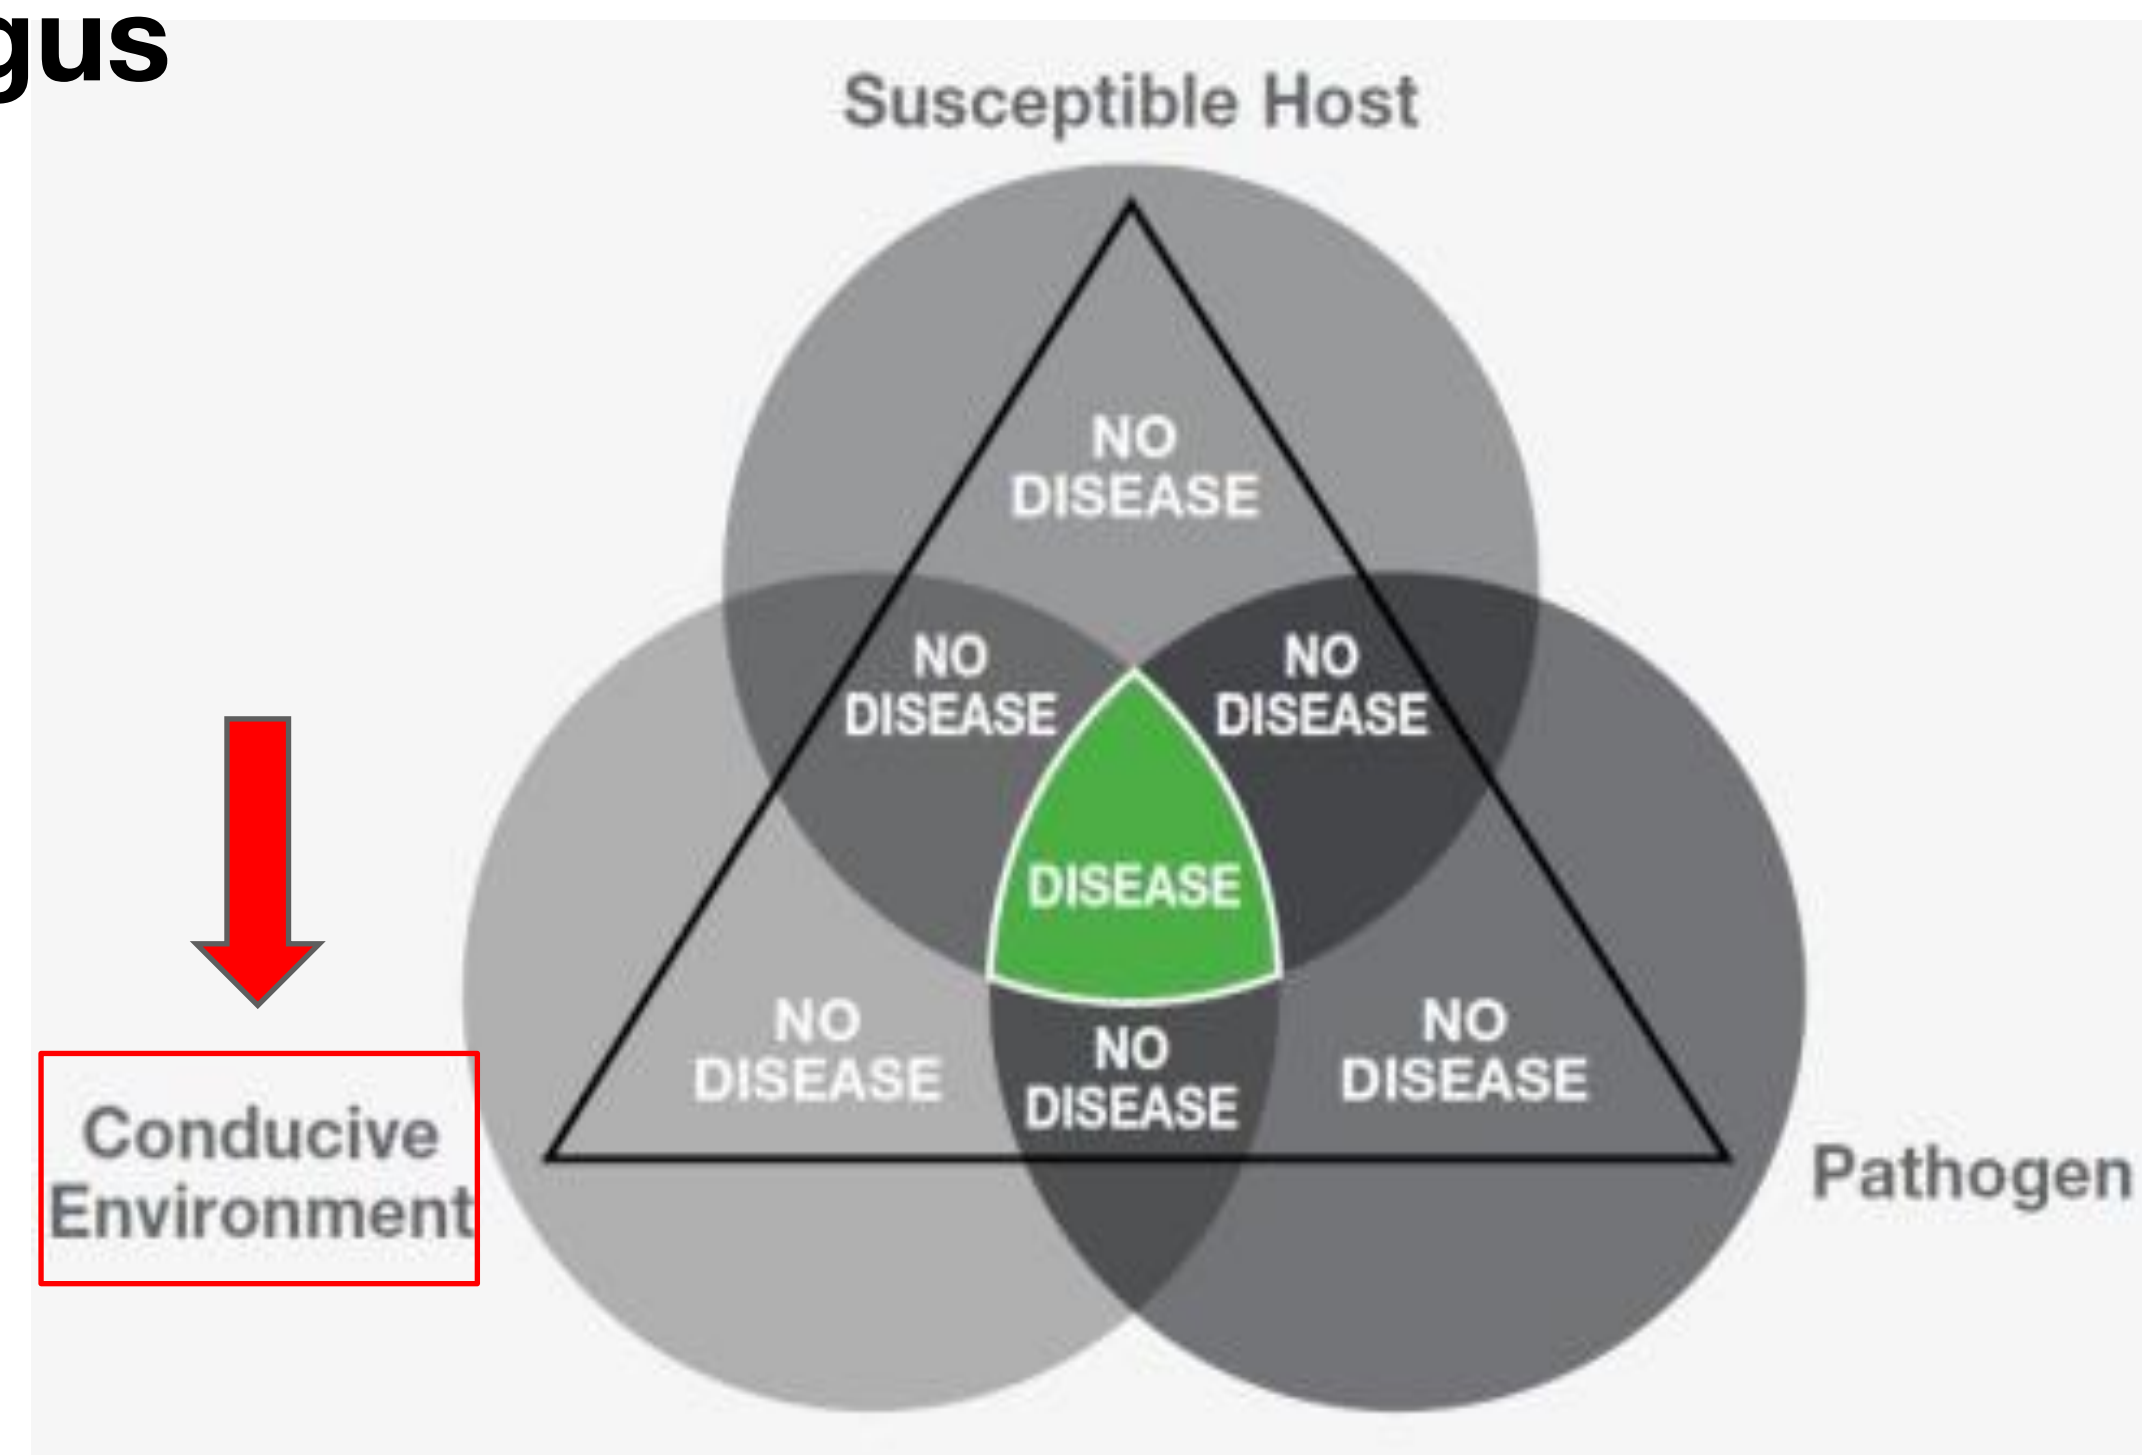 gus
Susceptible Host
NO
DISEASE
NO
DISEASE
NO
DISEASE
DISEASE
NO
DISEASE
NO
DISEASE
NO
DISEASE
Conducive
Environment
Pathogen